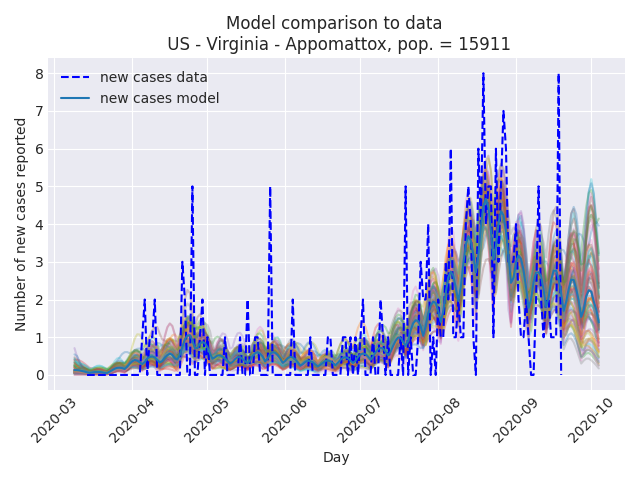 Model comparison to data
US - Virginia - Appomattox, pop. = 15911
new cases data
new cases model
Number of new cases reported
8
7
6
5
4
3
2
1
0
2020-03
2020-04
2020-05
2020-06
2020-07
2020-08
2020-09
2020-10
Day